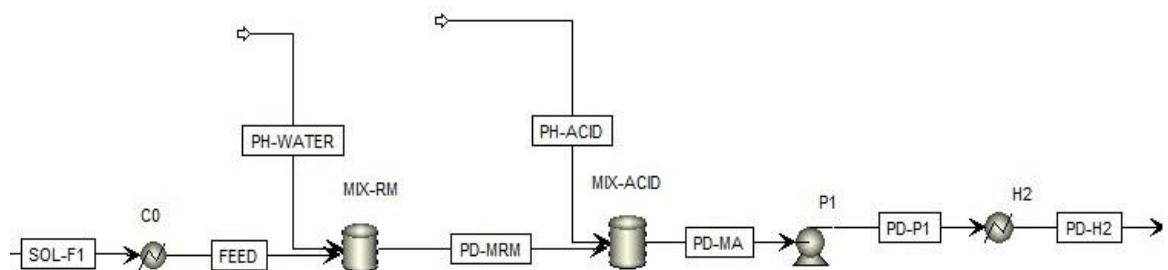 PH-WATER
PH-ACID
MIX-RM
MIX-ACID
C0
P1
H2
SOL-F1
FEED
PD-MRM
PD-MA
PD-P1
PD-H2